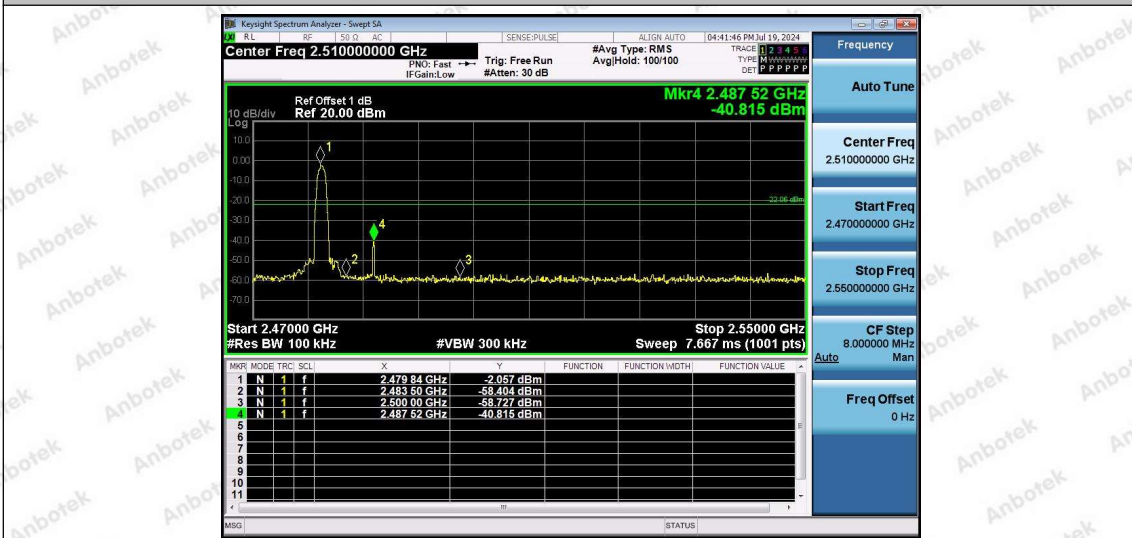 Keysight Spectrum Analyzer - Swept SA
RL RF 50 Ω AC SENSE:PULSE ALIGN AUTO 04:41:46 PM Jul 19, 2024
Center Freq 2.510000000 GHz
PNO: Fast
IFGain:Low
Trig: Free Run
#Atten: 30 dB
#Avg Type: RMS
Avg|Hold: 100/100
TRACE 1 2 3 4 5 6
TYPE M W W W W W
DET P P P P P P
Mkr4 2.487 52 GHz
-40.815 dBm
Ref Offset 1 dB
10 dB/div Ref 20.00 dBm
Log
10.0
0.00
-10.0
-20.0
-30.0
-40.0
-50.0
-60.0
-70.0
1
2
3
4
-22.06 dBm
Start 2.47000 GHz Stop 2.55000 GHz
#Res BW 100 kHz #VBW 300 kHz Sweep 7.667 ms (1001 pts)
MKR MODE TRC SCL X Y FUNCTION FUNCTION WIDTH FUNCTION VALUE
1 N 1 f 2.479 84 GHz -2.057 dBm
2 N 1 f 2.483 50 GHz -58.404 dBm
3 N 1 f 2.500 00 GHz -58.727 dBm
4 N 1 f 2.487 52 GHz -40.815 dBm
5
6
7
8
9
10
11
MSG STATUS
Frequency
Auto Tune
Center Freq
2.510000000 GHz
Start Freq
2.470000000 GHz
Stop Freq
2.550000000 GHz
CF Step
8.000000 MHz
Auto Man
Freq Offset
0 Hz
Anbotek